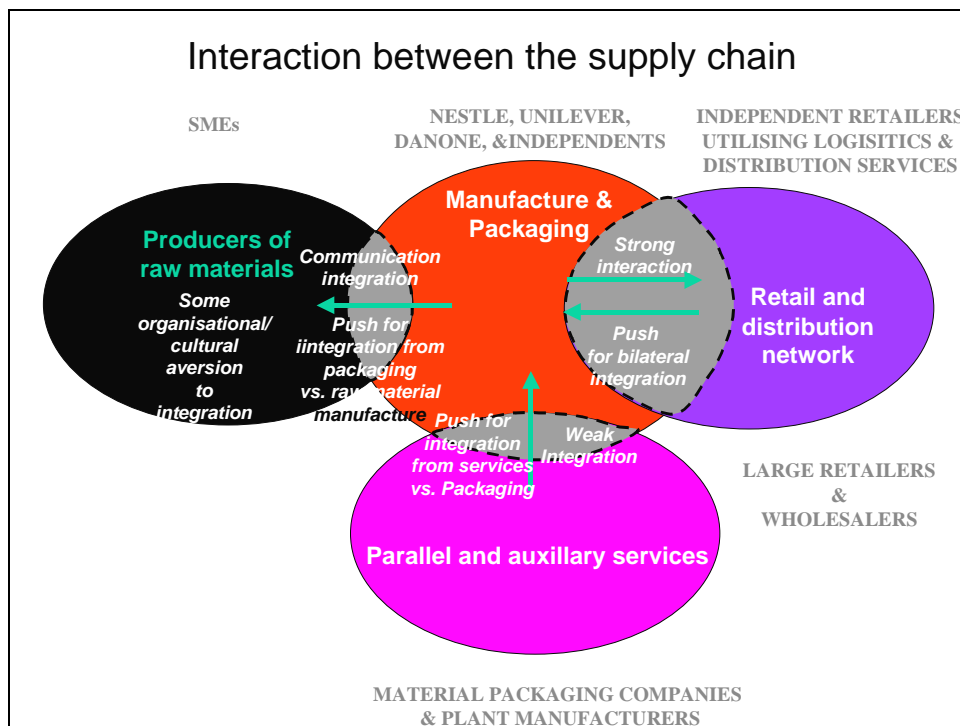 Interaction between the supply chain
SMEs
NESTLE, UNILEVER,
DANONE, &INDEPENDENTS
INDEPENDENT RETAILERS
UTILISING LOGISITICS &
DISTRIBUTION SERVICES
Producers of
raw materials
Some
organisational/
cultural
aversion
to
integration
Communication
integration
Push for
iintegration from
packaging
vs. raw material
manufacture
Manufacture &
Packaging
Strong
interaction
Push
for bilateral
integration
Retail and
distribution
network
Push for
integration
from services
vs. Packaging
Weak
Integration
Parallel and auxillary services
LARGE RETAILERS
&
WHOLESALERS
MATERIAL PACKAGING COMPANIES
& PLANT MANUFACTURERS